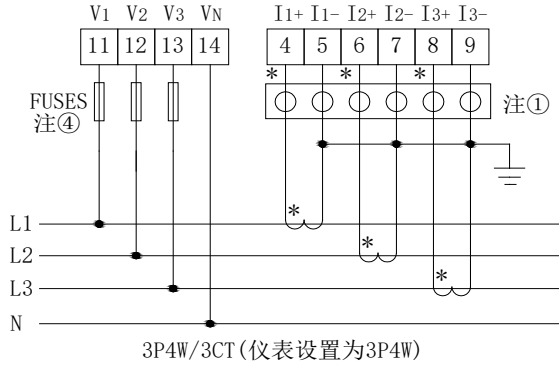 V1 V2 V3 VN I1+ I1- I2+ I2- I3+ I3-
11 12 13 14 4 5 6 7 8 9
* * *
FUSES
注④
注①
*
L1
*
L2
*
L3
N
3P4W/3CT(仪表设置为3P4W)